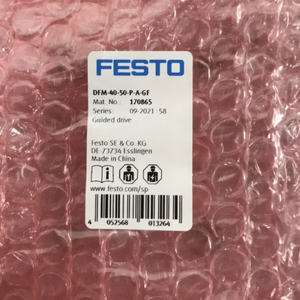 FESTO
DFM-40-50-P-A-GF
Mat. No.: 170865
Series: 09-2021 S8
Guided drive
Festo SE & Co. KG
DE-73734 Esslingen
Made in China
www.festo.com/sp
4 052568 013264